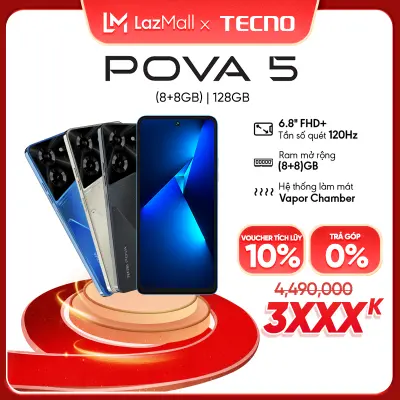 LM LazMall x TECNO
POVA 5
(8+8GB) | 128GB
6.8" FHD+
Tần số quét 120Hz
Ram mở rộng
(8+8)GB
Hệ thống làm mát
Vapor Chamber
VOUCHER TÍCH LŨY
10%
TRẢ GÓP
0%
4,490,000
3XXXK